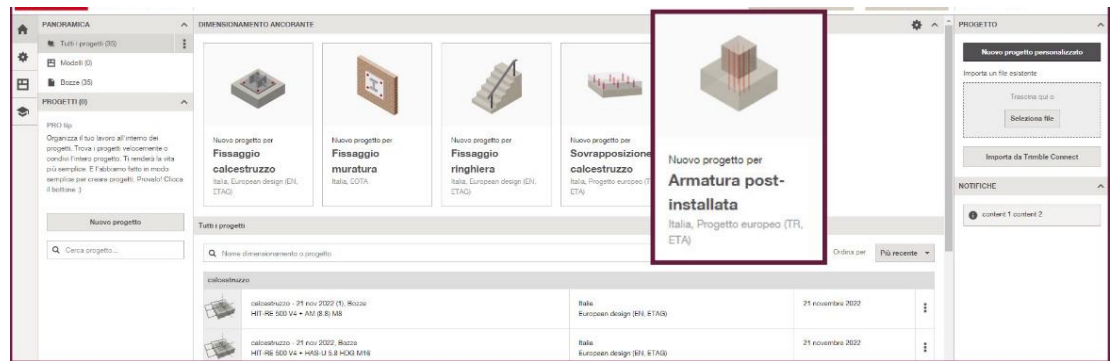 PANORAMICA
Tutti i progetti (35)
Modelli (0)
Bozze (35)
PROGETTI (0)
PRO tip
Organizza il tuo lavoro all'interno dei
progetti. Trova i progetti velocemente o
condivi l'intero progetto. Ti renderà la vita
più semplice. E l'abbiamo fatto in modo
semplice per creare progetti. Provalo! Clicca
il bottone :)
Nuovo progetto
Cerca progetto...
DIMENSIONAMENTO ANCORANTE
Nuovo progetto per
Fissaggio
calcestruzzo
Italia, European design (EN,
ETAG)
Nuovo progetto per
Fissaggio
muratura
Italia, EOTA
Nuovo progetto per
Fissaggio
ringhiera
Italia, European design (EN,
ETAG)
Nuovo progetto per
Sovrapposizione
calcestruzzo
Italia, Progetto europeo
ETA)
Nuovo progetto per
Armatura post-
installata
Italia, Progetto europeo (TR,
ETA)
Tutti i progetti
Nome dimensionamento o progetto
Ordina per
Più recente
calcestruzzo
calcestruzzo - 21 nov 2022 (1), Bozze
HIT-RE 500 V4 + AM (8.8) M8
Italia
European design (EN, ETAG)
21 novembre 2022
calcestruzzo - 21 nov 2022, Bozze
HIT-RE 500 V4 + HAS-U 5.8 HDG M16
Italia
European design (EN, ETAG)
21 novembre 2022
PROGETTO
Nuovo progetto personalizzato
Importa un file esistente
Trascina qui o
Seleziona file
Importa da Trimble Connect
NOTIFICHE
content 1 content 2